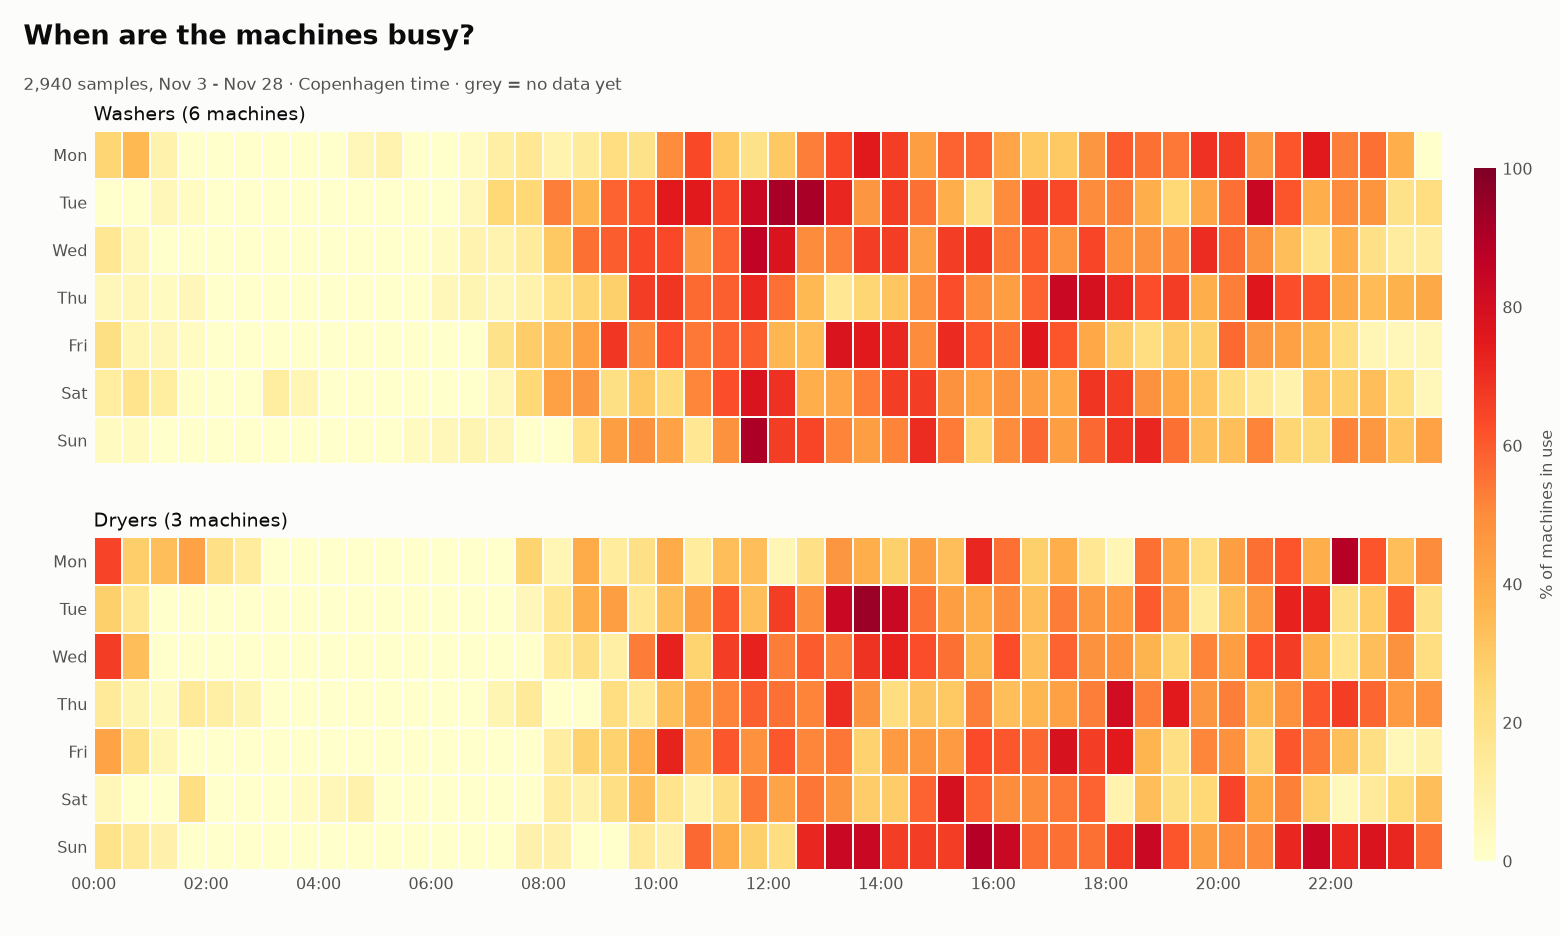 When are the machines busy?
2,940 samples, Nov 3 - Nov 28 · Copenhagen time · grey = no data yet
Washers (6 machines)
Mon
Tue
Wed
Thu
Fri
Sat
Sun
Dryers (3 machines)
Mon
Tue
Wed
Thu
Fri
Sat
Sun
00:00 02:00 04:00 06:00 08:00 10:00 12:00 14:00 16:00 18:00 20:00 22:00
100
80
60
40
20
0
% of machines in use